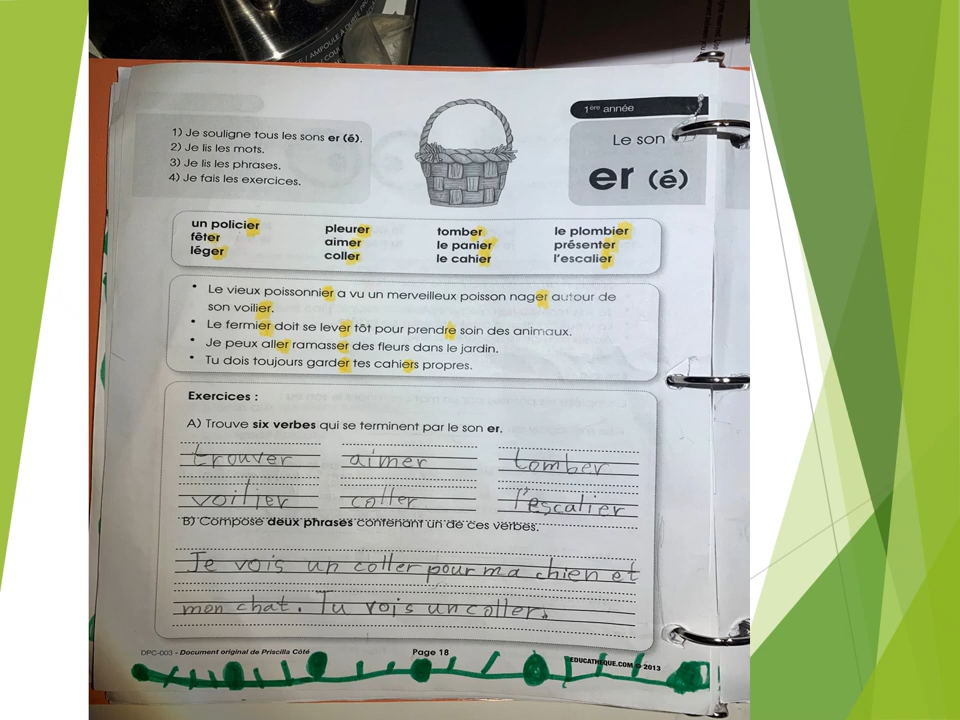 / AMPOULE À DURÉE PRO
1ère année
1) Je souligne tous les sons er (é).
2) Je lis les mots.
3) Je lis les phrases.
4) Je fais les exercices.
Le son
er (é)
un policier pleurer tomber le plombier
fêter aimer le panier présenter
léger coller le cahier l'escalier
• Le vieux poissonnier a vu un merveilleux poisson nager autour de
son voilier.
• Le fermier doit se lever tôt pour prendre soin des animaux.
• Je peux aller ramasser des fleurs dans le jardin.
• Tu dois toujours garder tes cahiers propres.
Exercices :
A) Trouve six verbes qui se terminent par le son er.
trouver aimer tomber
voilier coller l'escalier
B) Compose deux phrases contenant un de ces verbes.
Je vois un coller pour ma chien et
mon chat. Tu vois un coller.
DPC-003 - Document original de Priscilla Côté Page 18 EDUCATHEQUE.COM © 2013